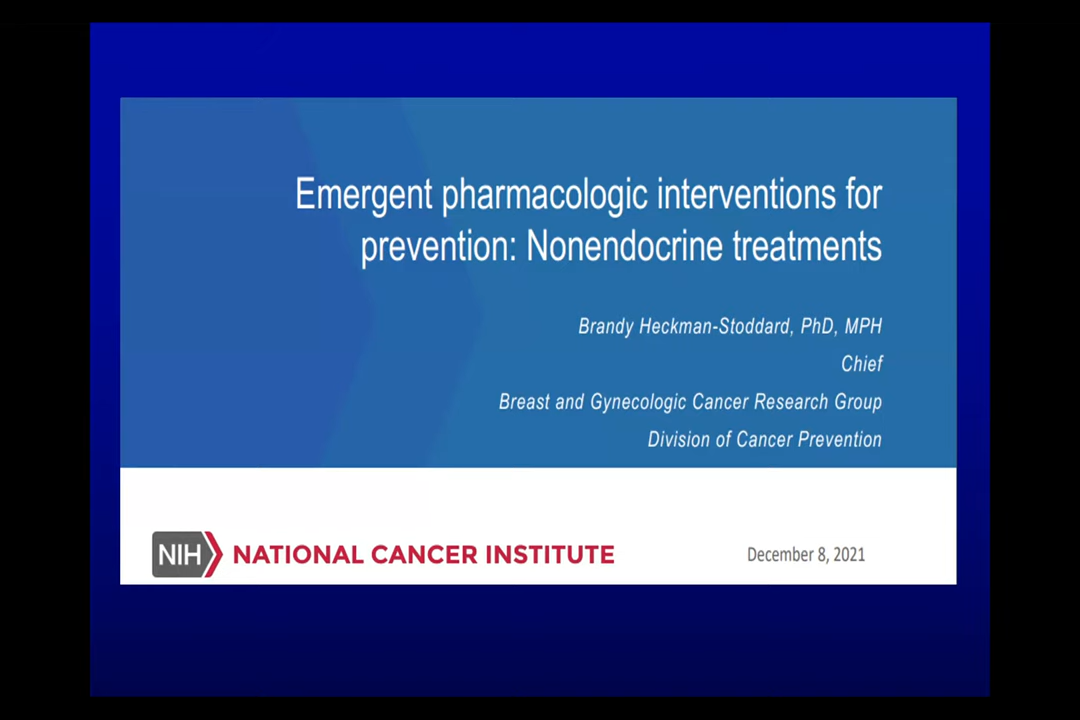 Emergent pharmacologic interventions for
prevention: Nonendocrine treatments
Brandy Heckman-Stoddard, PhD, MPH
Chief
Breast and Gynecologic Cancer Research Group
Division of Cancer Prevention
NIH NATIONAL CANCER INSTITUTE
December 8, 2021